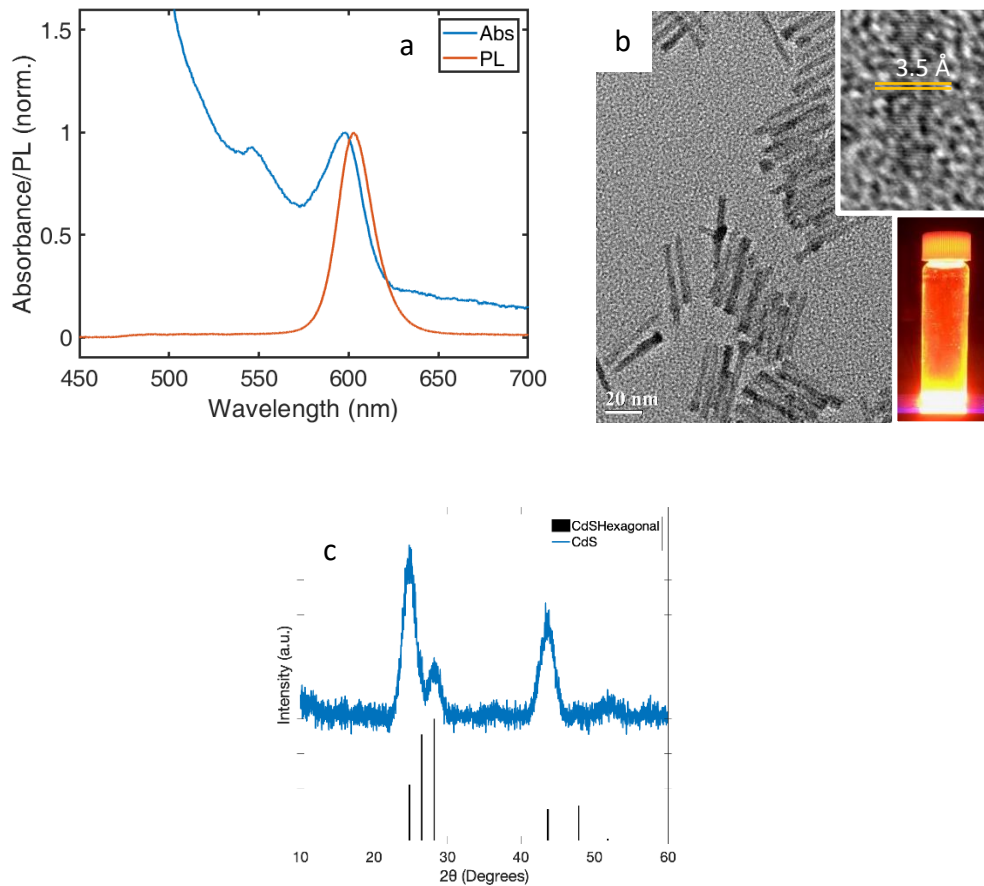 a
Abs
PL
1.5
1
0.5
0
450
500
550
600
650
700
Absorbance/PL (norm.)
Wavelength (nm)
b
3.5 Å
20 nm
c
CdSHexagonal
CdS
Intensity (a.u.)
10
20
30
40
50
60
2θ (Degrees)